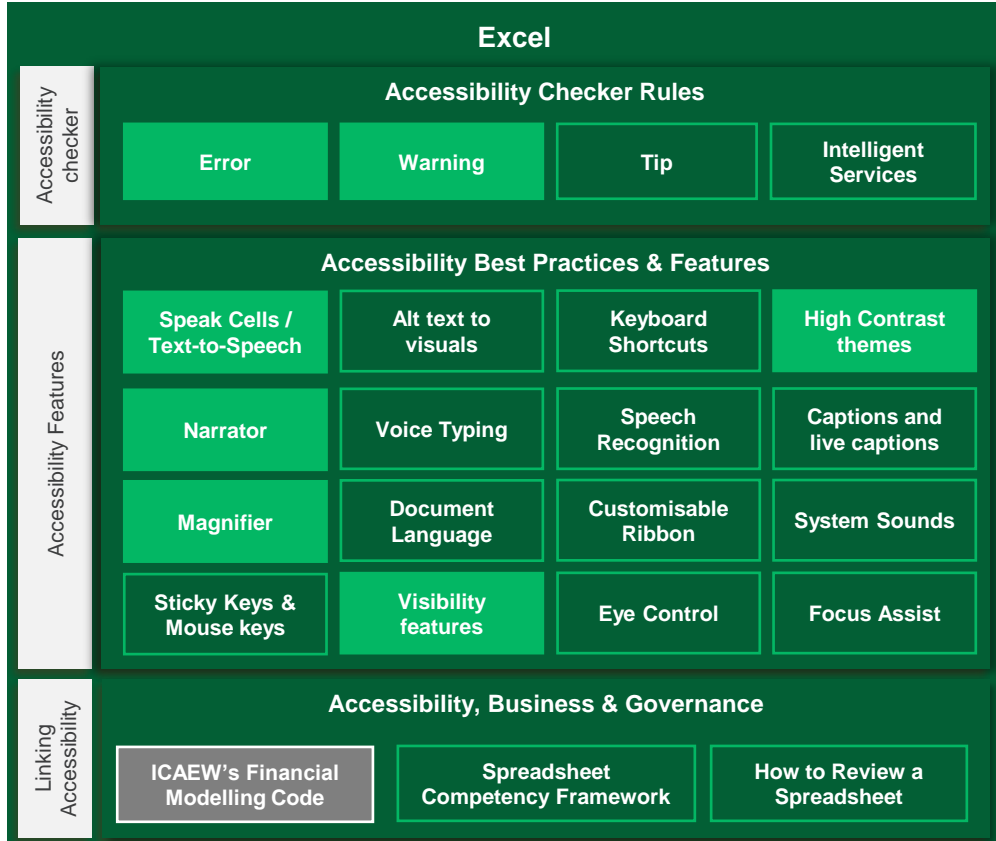 Excel
Accessibility
checker
Accessibility Checker Rules
Error
Warning
Tip
Intelligent
Services
Accessibility Features
Accessibility Best Practices & Features
Speak Cells /
Text-to-Speech
Alt text to
visuals
Keyboard
Shortcuts
High Contrast
themes
Narrator
Voice Typing
Speech
Recognition
Captions and
live captions
Magnifier
Document
Language
Customisable
Ribbon
System Sounds
Sticky Keys &
Mouse keys
Visibility
features
Eye Control
Focus Assist
Linking
Accessibility
Accessibility, Business & Governance
ICAEW’s Financial
Modelling Code
Spreadsheet
Competency Framework
How to Review a
Spreadsheet